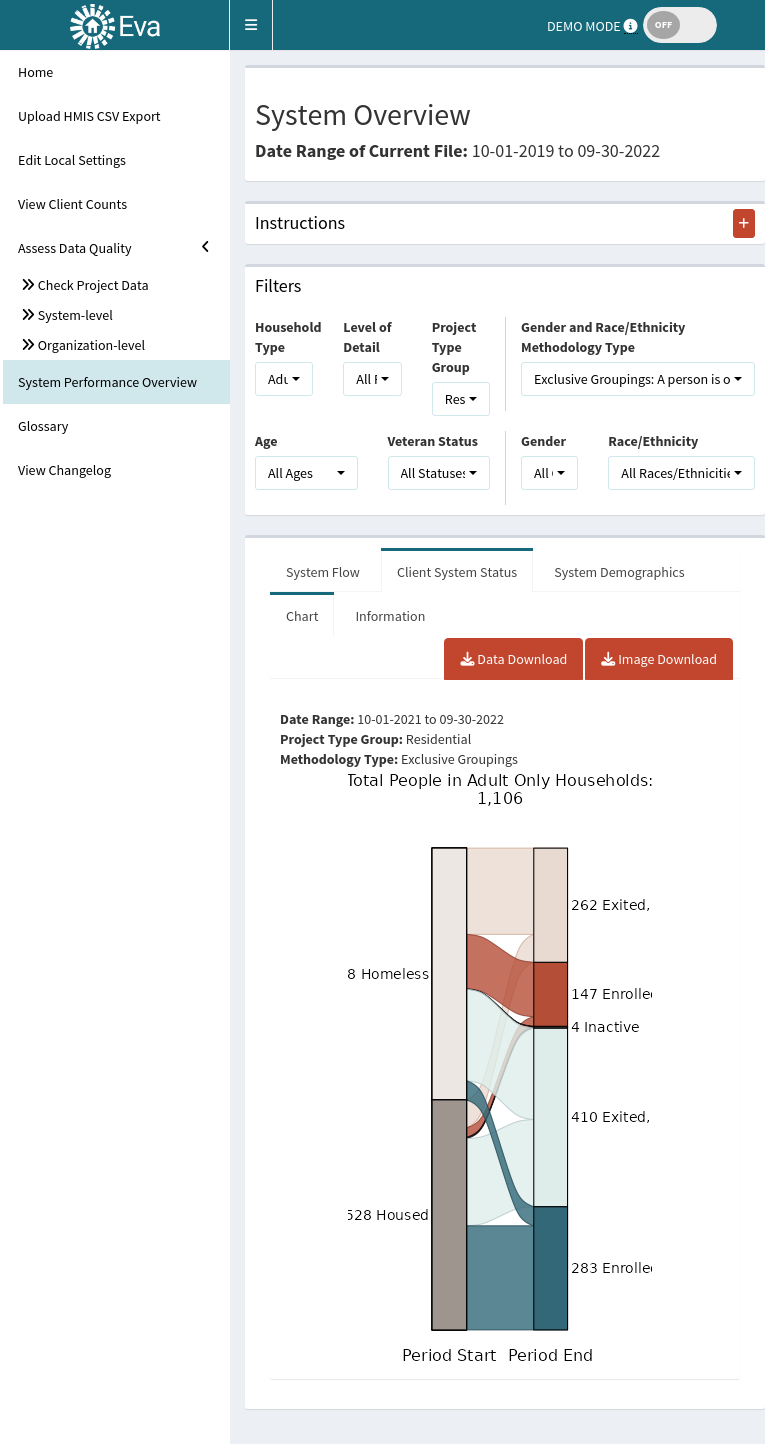 Eva
DEMO MODE
OFF
Home
Upload HMIS CSV Export
Edit Local Settings
View Client Counts
Assess Data Quality
Check Project Data
System-level
Organization-level
System Performance Overview
Glossary
View Changelog
System Overview
Date Range of Current File: 10-01-2019 to 09-30-2022
Instructions
+
Filters
Household
Type
Level of
Detail
Project
Type
Group
Gender and Race/Ethnicity
Methodology Type
Adu
All
Res
Exclusive Groupings: A person is o
Age
Veteran Status
Gender
Race/Ethnicity
All Ages
All Statuses
All
All Races/Ethnicitie
System Flow
Client System Status
System Demographics
Chart
Information
Data Download
Image Download
Date Range: 10-01-2021 to 09-30-2022
Project Type Group: Residential
Methodology Type: Exclusive Groupings
Total People in Adult Only Households:
1,106
262 Exited,
8 Homeless
147 Enrolled
4 Inactive
410 Exited,
528 Housed
283 Enrolled
Period Start Period End